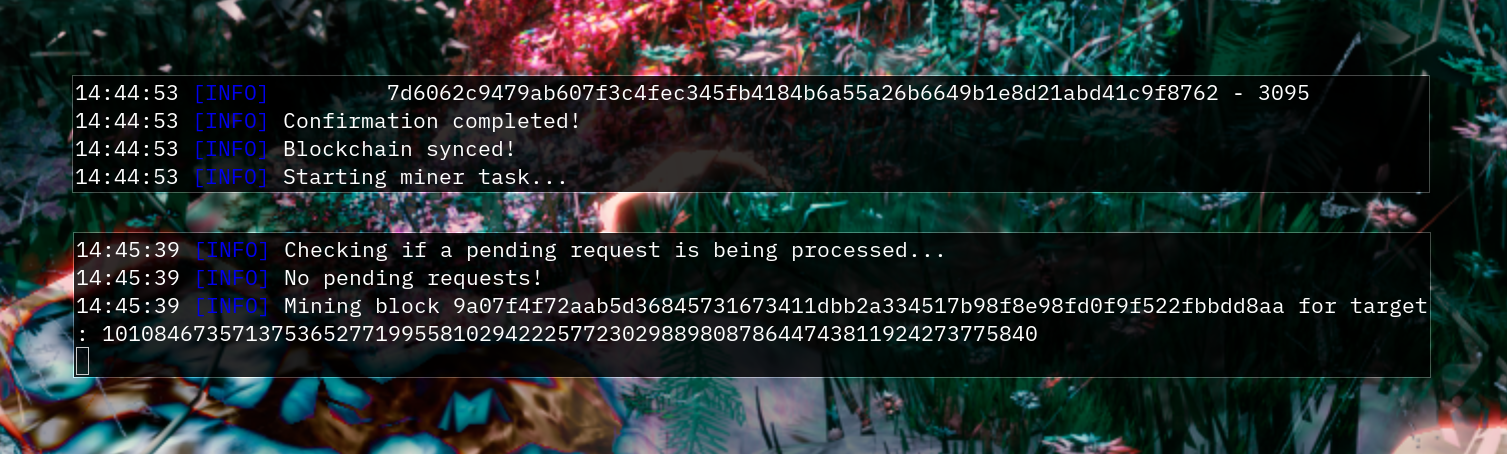 14:44:53 [INFO]         7d6062c9479ab607f3c4fec345fb4184b6a55a26b6649b1e8d21abd41c9f8762 - 3095
14:44:53 [INFO] Confirmation completed!
14:44:53 [INFO] Blockchain synced!
14:44:53 [INFO] Starting miner task...
14:45:39 [INFO] Checking if a pending request is being processed...
14:45:39 [INFO] No pending requests!
14:45:39 [INFO] Mining block 9a07f4f72aab5d36845731673411dbb2a334517b98f8e98fd0f9f522fbbdd8aa for target
: 101084673571375365277199558102942225772302988980878644743811924273775840